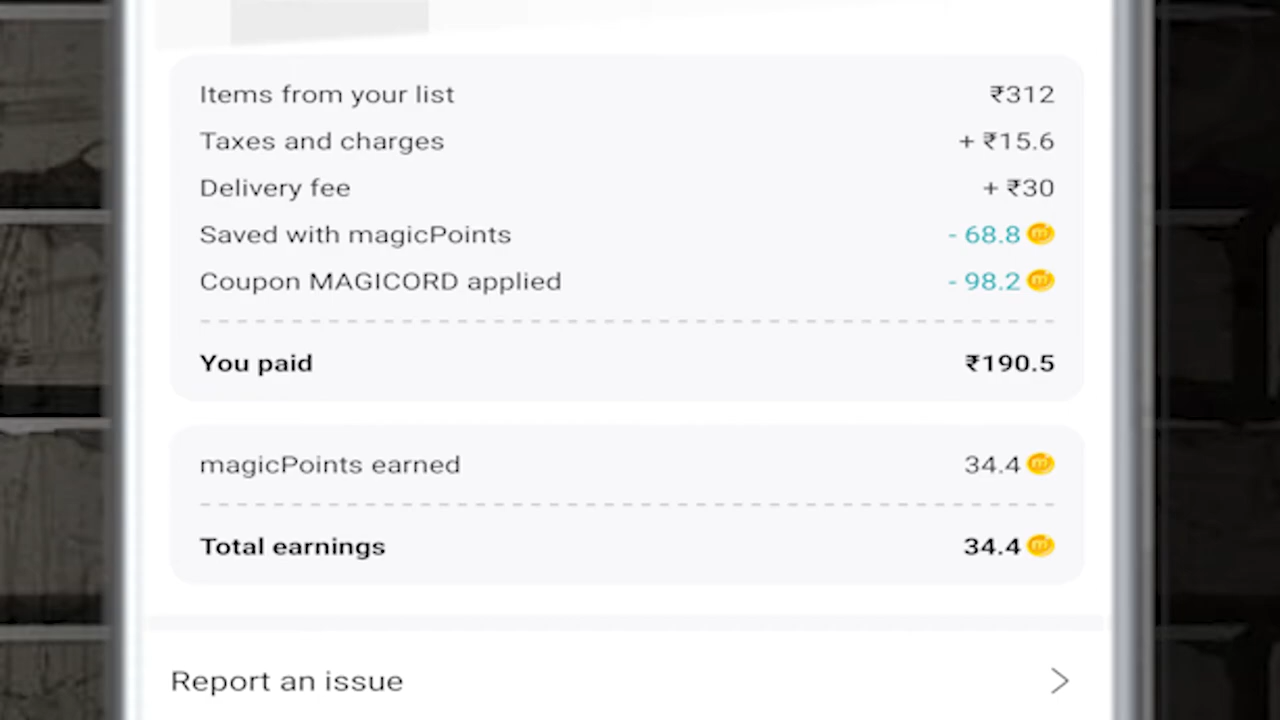 Items from your list ₹312
Taxes and charges + ₹15.6
Delivery fee + ₹30
Saved with magicPoints - 68.8 m
Coupon MAGICORD applied - 98.2 m
You paid ₹190.5
magicPoints earned 34.4 m
Total earnings 34.4 m
Report an issue